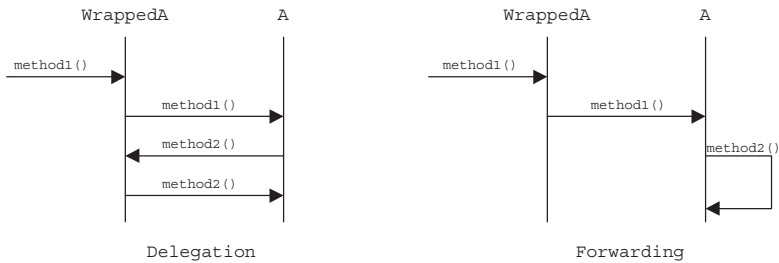 WrappedA A
method1()
method1()
method2()
method2()
Delegation
WrappedA A
method1()
method1()
method2()
Forwarding